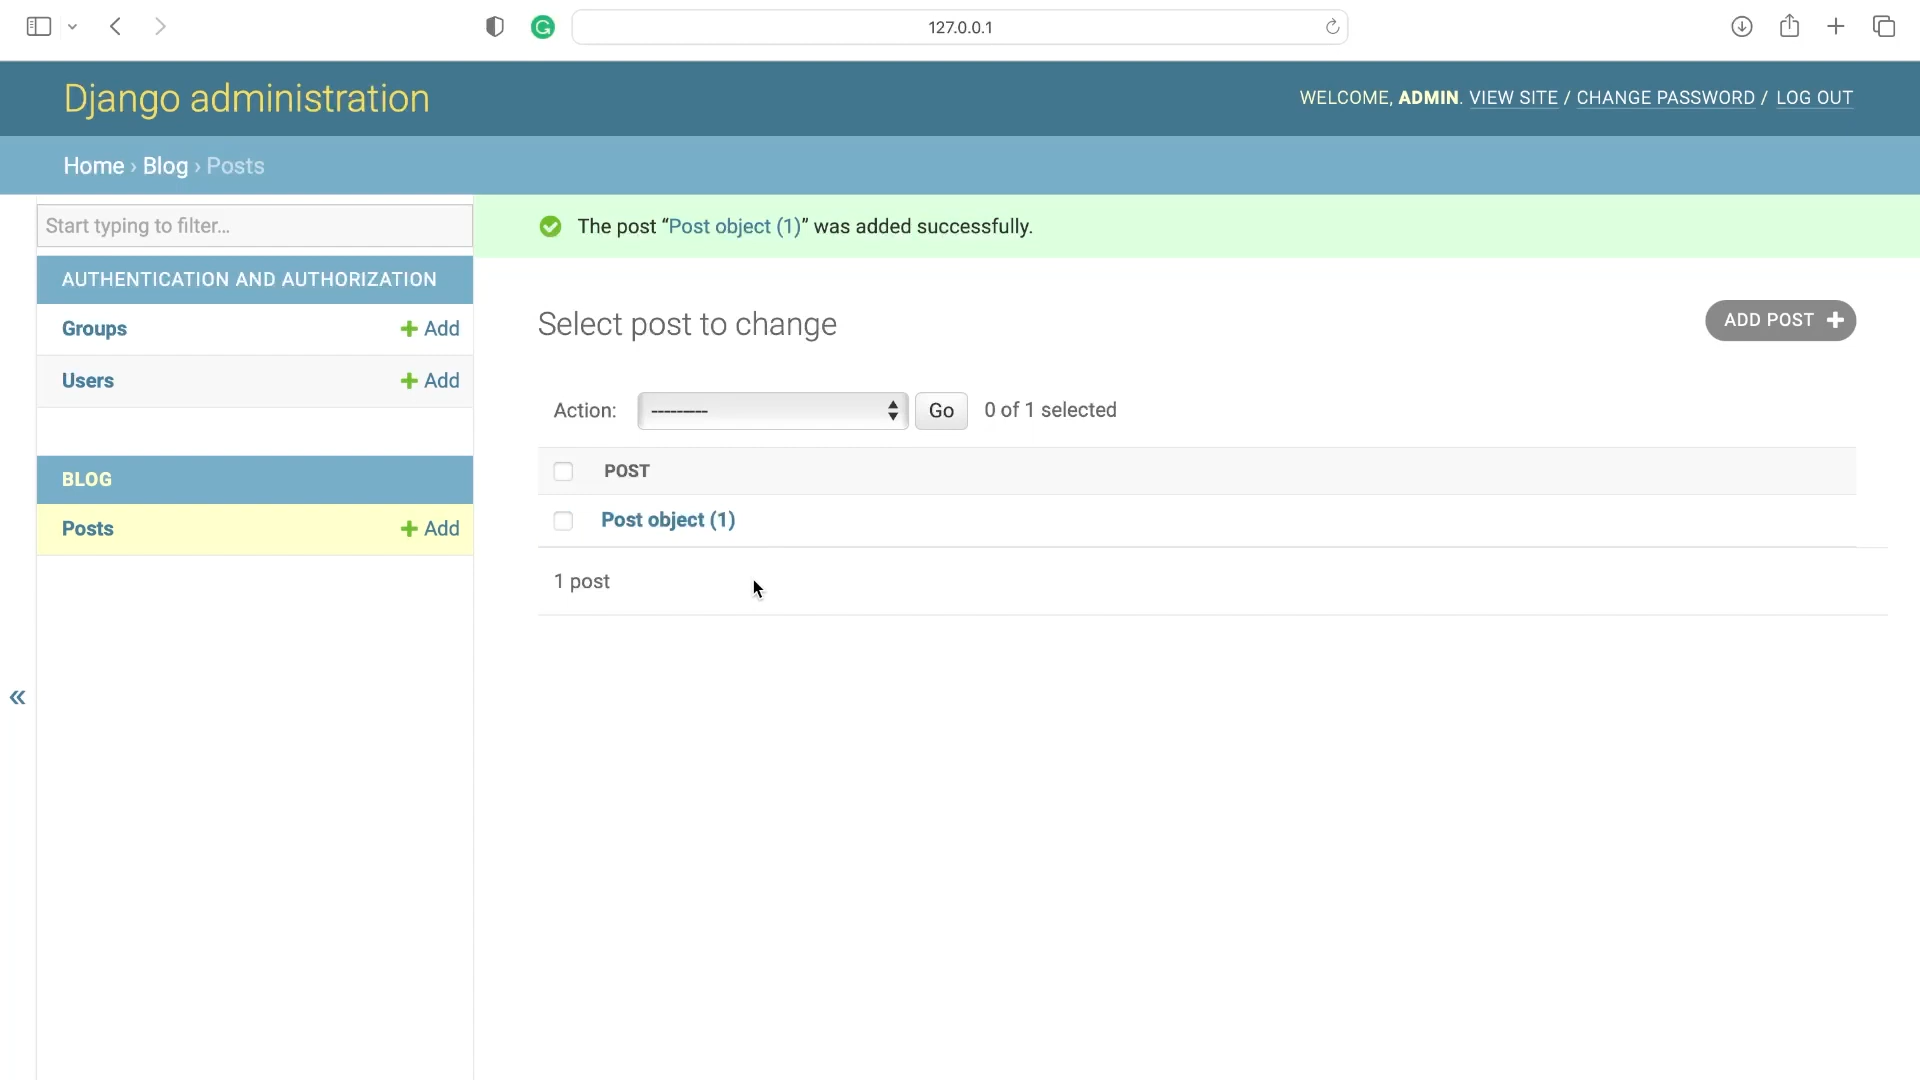 127.0.0.1
Django administration
WELCOME, ADMIN. VIEW SITE / CHANGE PASSWORD / LOG OUT
Home › Blog › Posts
Start typing to filter...
The post “Post object (1)” was added successfully.
AUTHENTICATION AND AUTHORIZATION
Groups + Add
Users + Add
BLOG
Posts + Add
Select post to change
ADD POST +
Action: --------- Go 0 of 1 selected
POST
Post object (1)
1 post
«